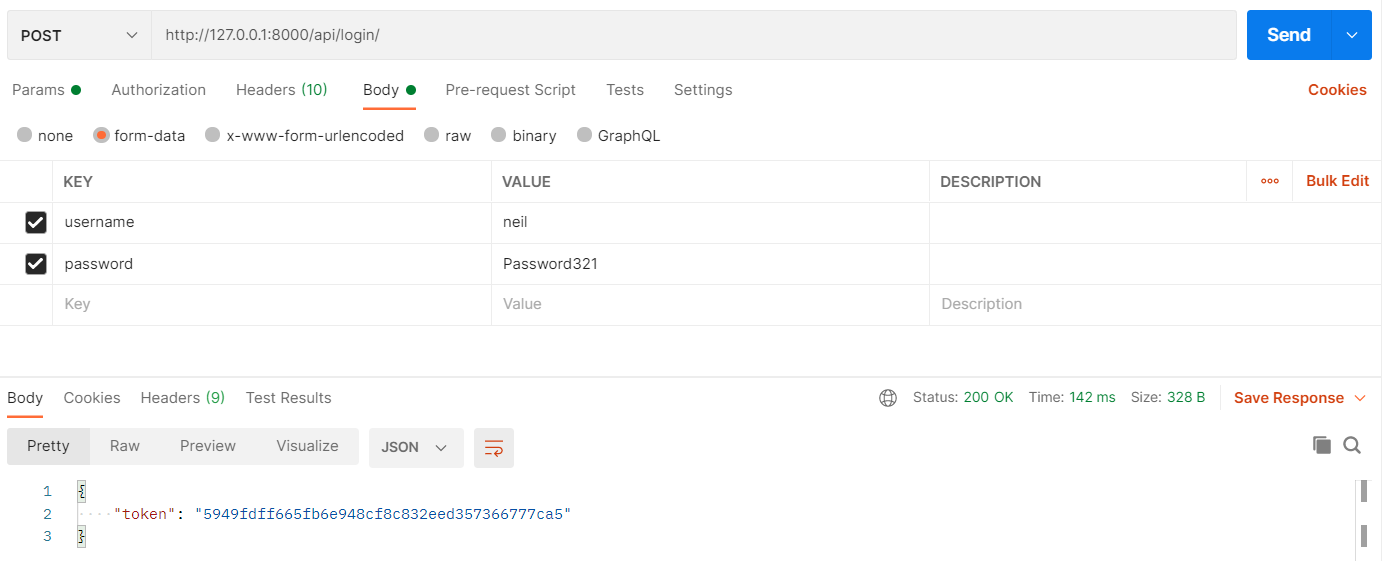 POST http://127.0.0.1:8000/api/login/ Send
Params Authorization Headers (10) Body Pre-request Script Tests Settings Cookies
none form-data x-www-form-urlencoded raw binary GraphQL
KEY VALUE DESCRIPTION Bulk Edit
username neil
password Password321
Key Value Description
Body Cookies Headers (9) Test Results Status: 200 OK Time: 142 ms Size: 328 B Save Response
Pretty Raw Preview Visualize JSON
1 {
2 "token": "5949fdff665fb6e948cf8c832eed357366777ca5"
3 }